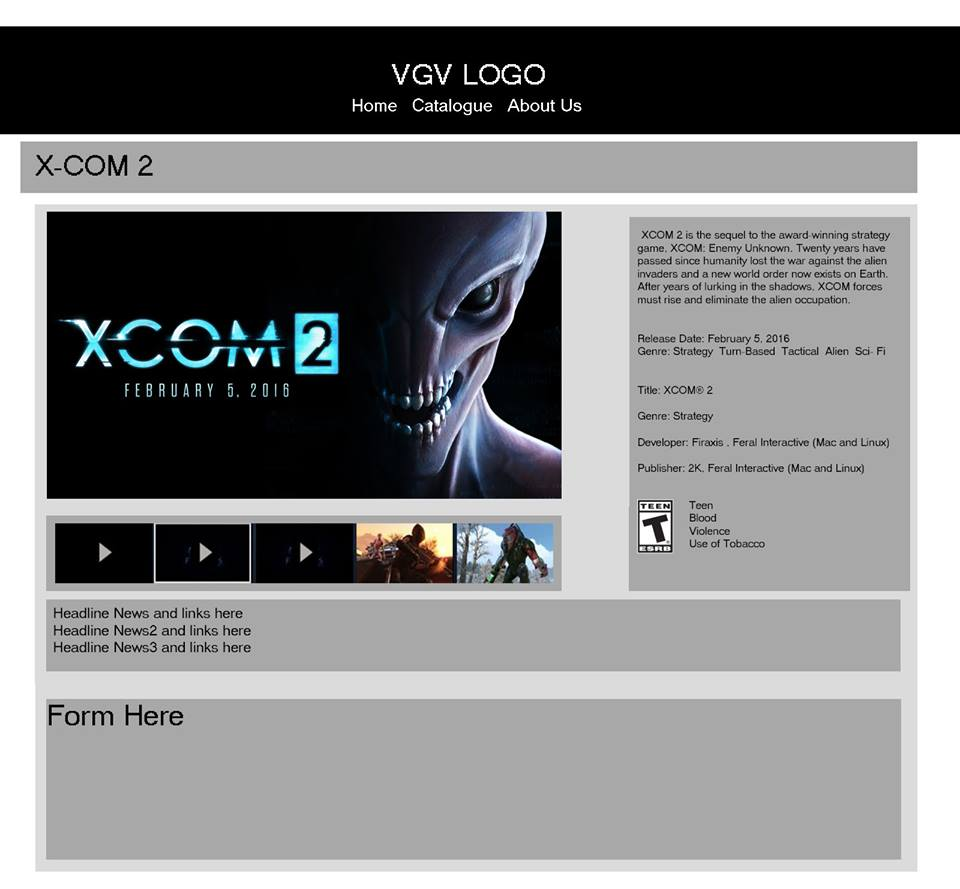 VGV LOGO
Home Catalogue About Us
X-COM 2
XCOM 2
FEBRUARY 5, 2016
XCOM 2 is the sequel to the award-winning strategy
game, XCOM: Enemy Unknown. Twenty years have
passed since humanity lost the war against the alien
invaders and a new world order now exists on Earth.
After years of lurking in the shadows, XCOM forces
must rise and eliminate the alien occupation.
Release Date: February 5, 2016
Genre: Strategy Turn-Based Tactical Alien Sci- Fi
Title: XCOM® 2
Genre: Strategy
Developer: Firaxis , Feral Interactive (Mac and Linux)
Publisher: 2K, Feral Interactive (Mac and Linux)
TEEN
T
ESRB
Teen
Blood
Violence
Use of Tobacco
Headline News and links here
Headline News2 and links here
Headline News3 and links here
Form Here